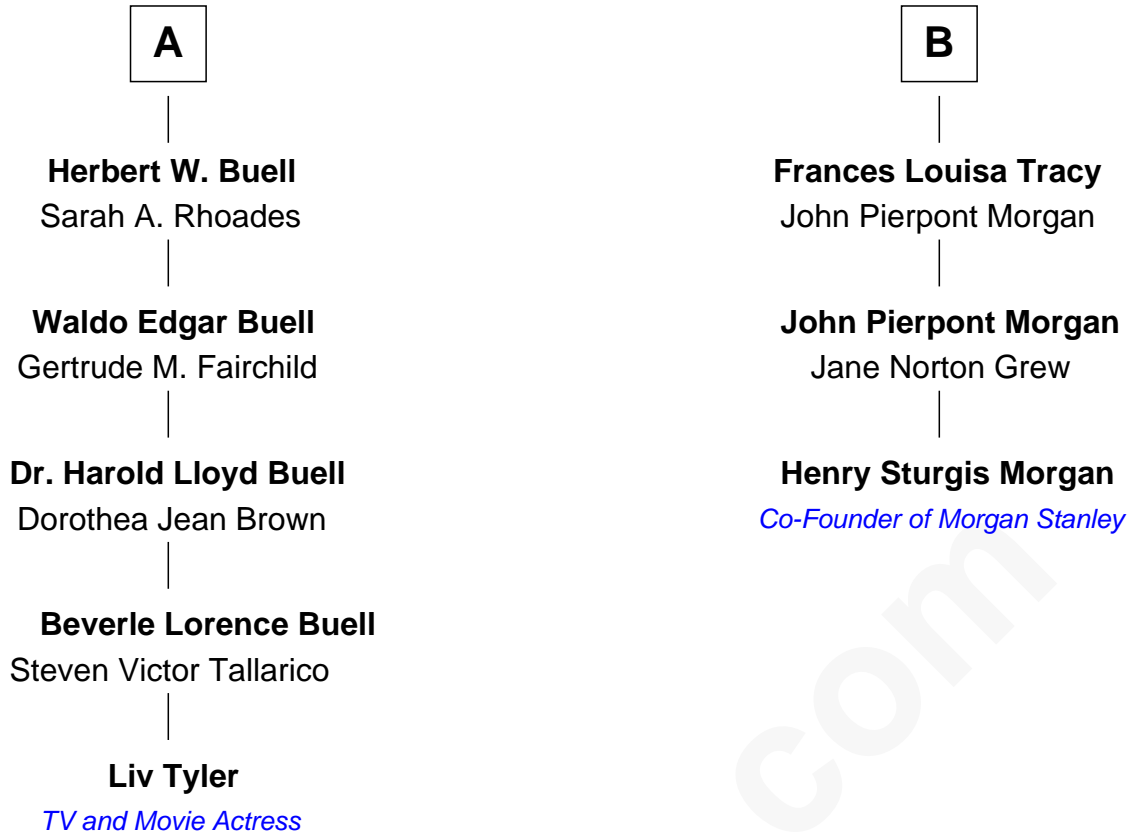 A
Herbert W. Buell
Sarah A. Rhoades
Waldo Edgar Buell
Gertrude M. Fairchild
Dr. Harold Lloyd Buell
Dorothea Jean Brown
Beverle Lorence Buell
Steven Victor Tallarico
Liv Tyler
TV and Movie Actress
B
Frances Louisa Tracy
John Pierpont Morgan
John Pierpont Morgan
Jane Norton Grew
Henry Sturgis Morgan
Co-Founder of Morgan Stanley
com